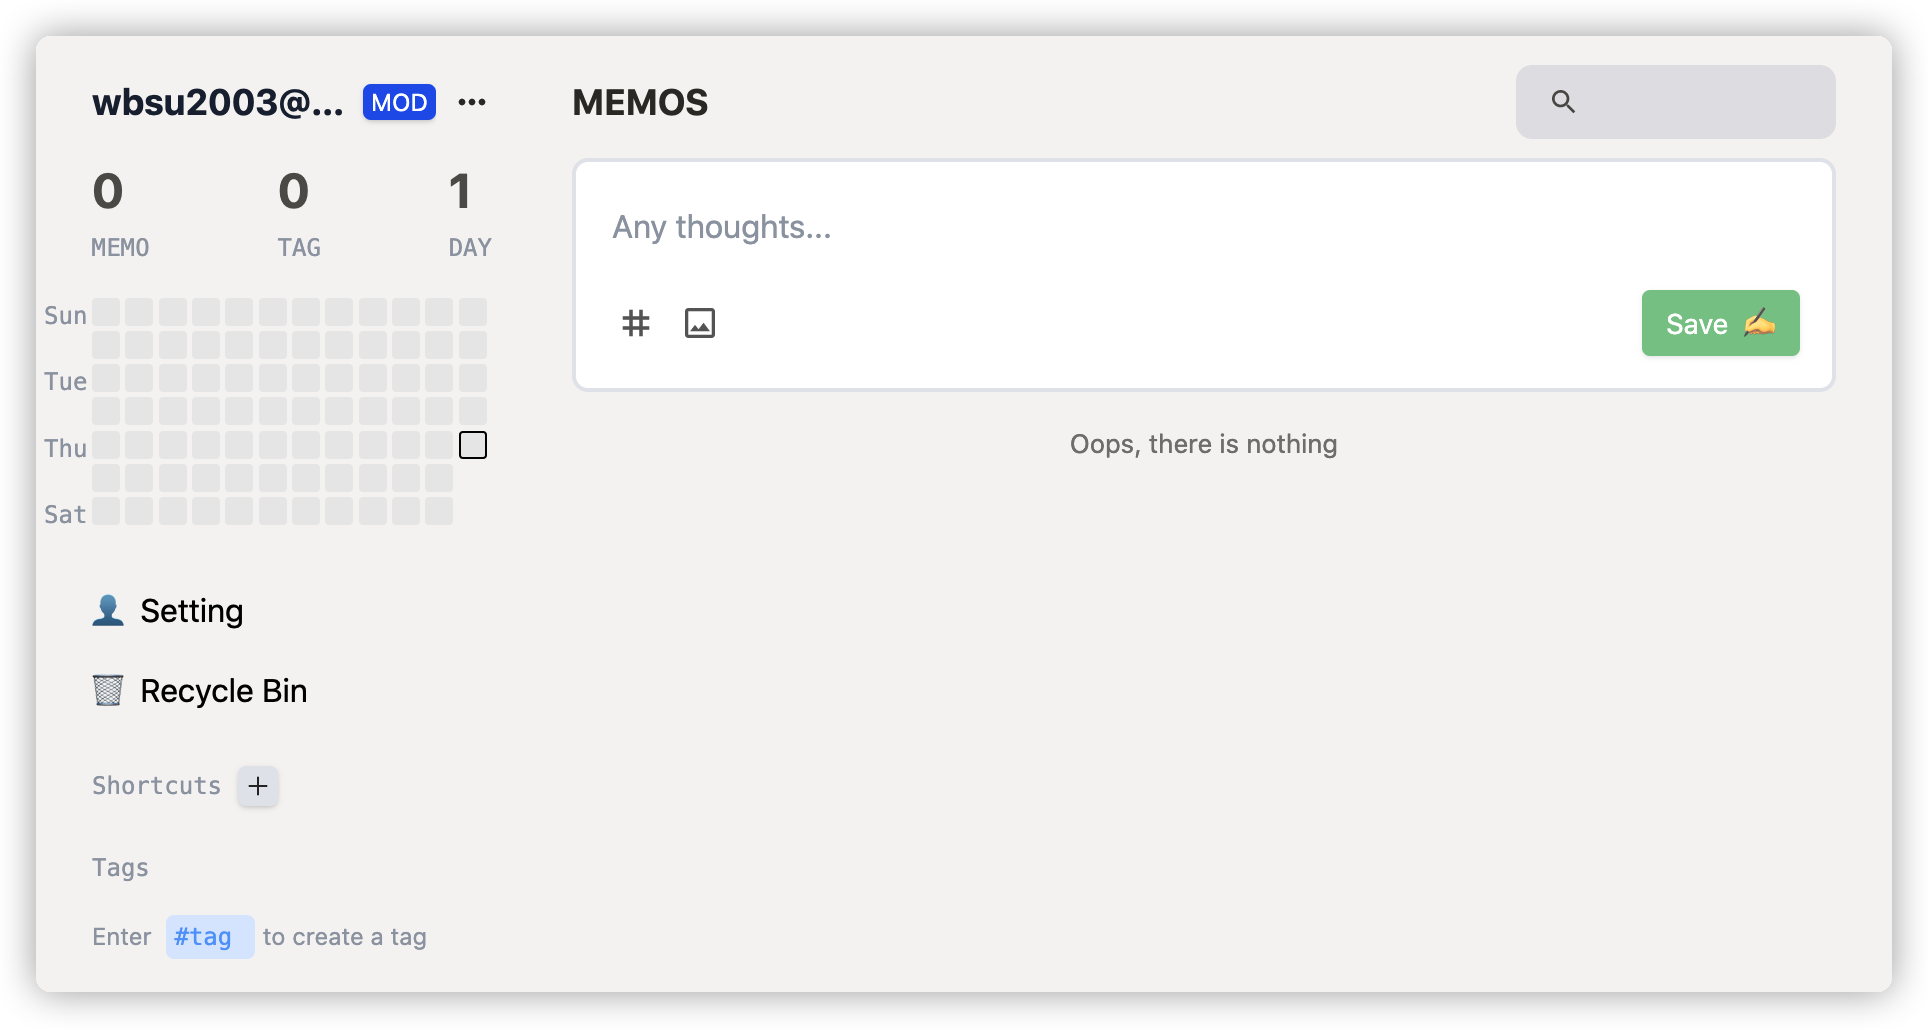 wbsu2003@... MOD
0 0 1
MEMO TAG DAY
Sun
Tue
Thu
Sat
Setting
Recycle Bin
Shortcuts +
Tags
Enter #tag to create a tag
MEMOS
Any thoughts...
Save
Oops, there is nothing